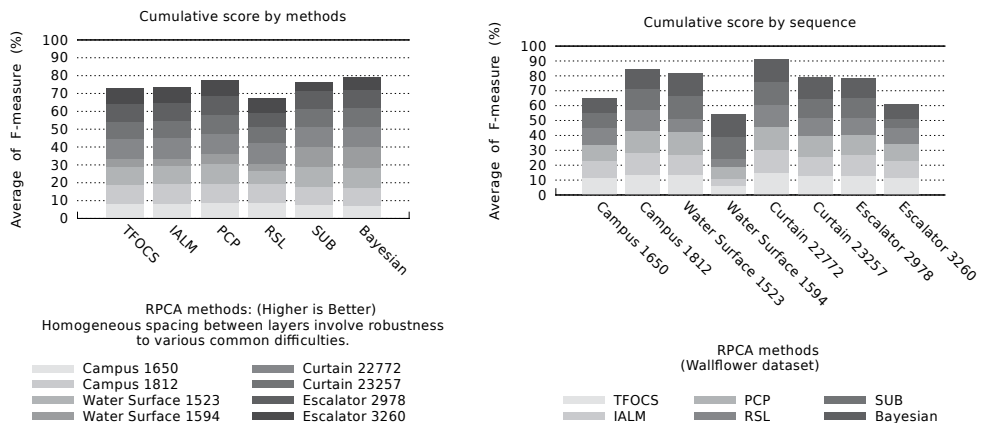 Cumulative score by methods
Average of F-measure (%)
100
90
80
70
60
50
40
30
20
10
0
TFOCS
IALM
PCP
RSL
SUB
Bayesian
RPCA methods: (Higher is Better)
Homogeneous spacing between layers involve robustness
to various common difficulties.
Campus 1650
Campus 1812
Water Surface 1523
Water Surface 1594
Curtain 22772
Curtain 23257
Escalator 2978
Escalator 3260
Cumulative score by sequence
Average of F-measure (%)
100
90
80
70
60
50
40
30
20
10
0
Campus 1650
Campus 1812
Water Surface 1523
Water Surface 1594
Curtain 22772
Curtain 23257
Escalator 2978
Escalator 3260
RPCA methods
(Wallflower dataset)
TFOCS
IALM
PCP
RSL
SUB
Bayesian